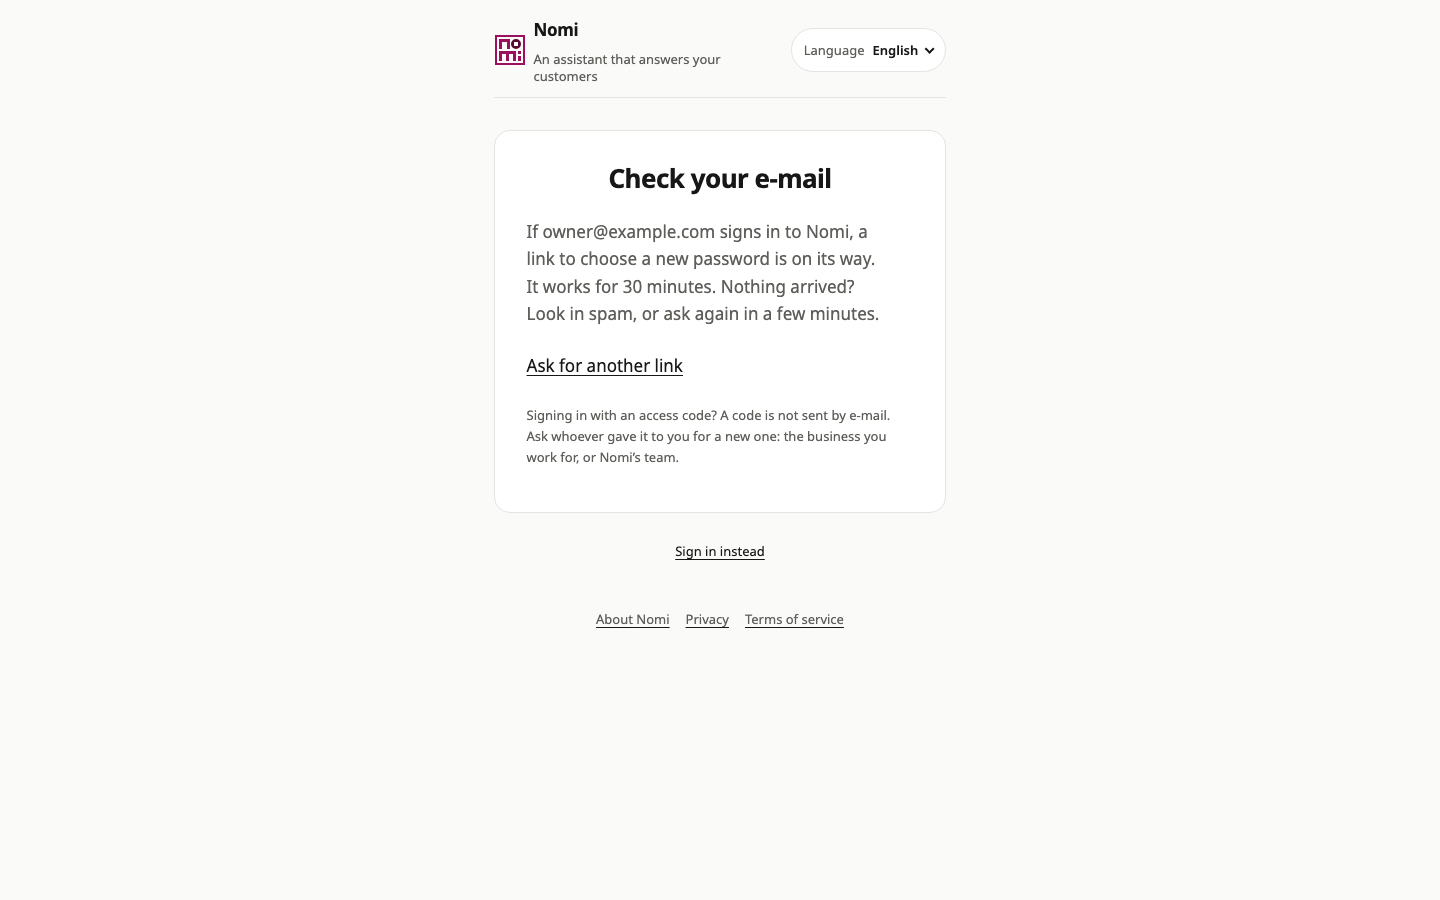 nomi
Nomi
An assistant that answers your
customers
Language English
Check your e-mail
If owner@example.com signs in to Nomi, a
link to choose a new password is on its way.
It works for 30 minutes. Nothing arrived?
Look in spam, or ask again in a few minutes.
Ask for another link
Signing in with an access code? A code is not sent by e-mail.
Ask whoever gave it to you for a new one: the business you
work for, or Nomi’s team.
Sign in instead
About Nomi Privacy Terms of service